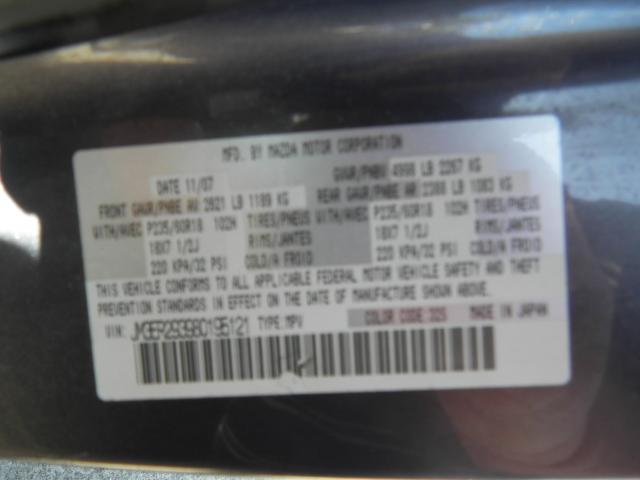 MFD. BY MAZDA MOTOR CORPORATION
DATE 11/07 GVWR/PNBV 4998 LB 2267 KG
FRONT GAWR/PNBE AV 2621 LB 1189 KG REAR GAWR/PNBE AR 2388 LB 1083 KG
WITH/AVEC P235/60R18 102H TIRES/PNEUS WITH/AVEC P235/60R18 102H TIRES/PNEUS
18X7 1/2J RIMS/JANTES 18X7 1/2J RIMS/JANTES
220 KPA/32 PSI COLD/A FROID 220 KPA/32 PSI COLD/A FROID
THIS VEHICLE CONFORMS TO ALL APPLICABLE FEDERAL MOTOR VEHICLE SAFETY AND THEFT
PREVENTION STANDARDS IN EFFECT ON THE DATE OF MANUFACTURE SHOWN ABOVE.
VIN: JM3ER293980195121 TYPE: MPV COLOR CODE: 32S MADE IN JAPAN